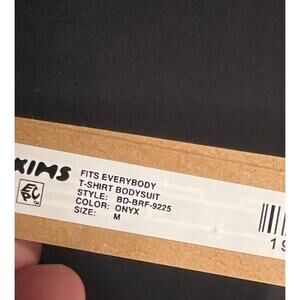 KIMS
FITS EVERYBODY
T-SHIRT BODYSUIT
STYLE: BD-BRF-9225
COLOR: ONYX
SIZE: M
19